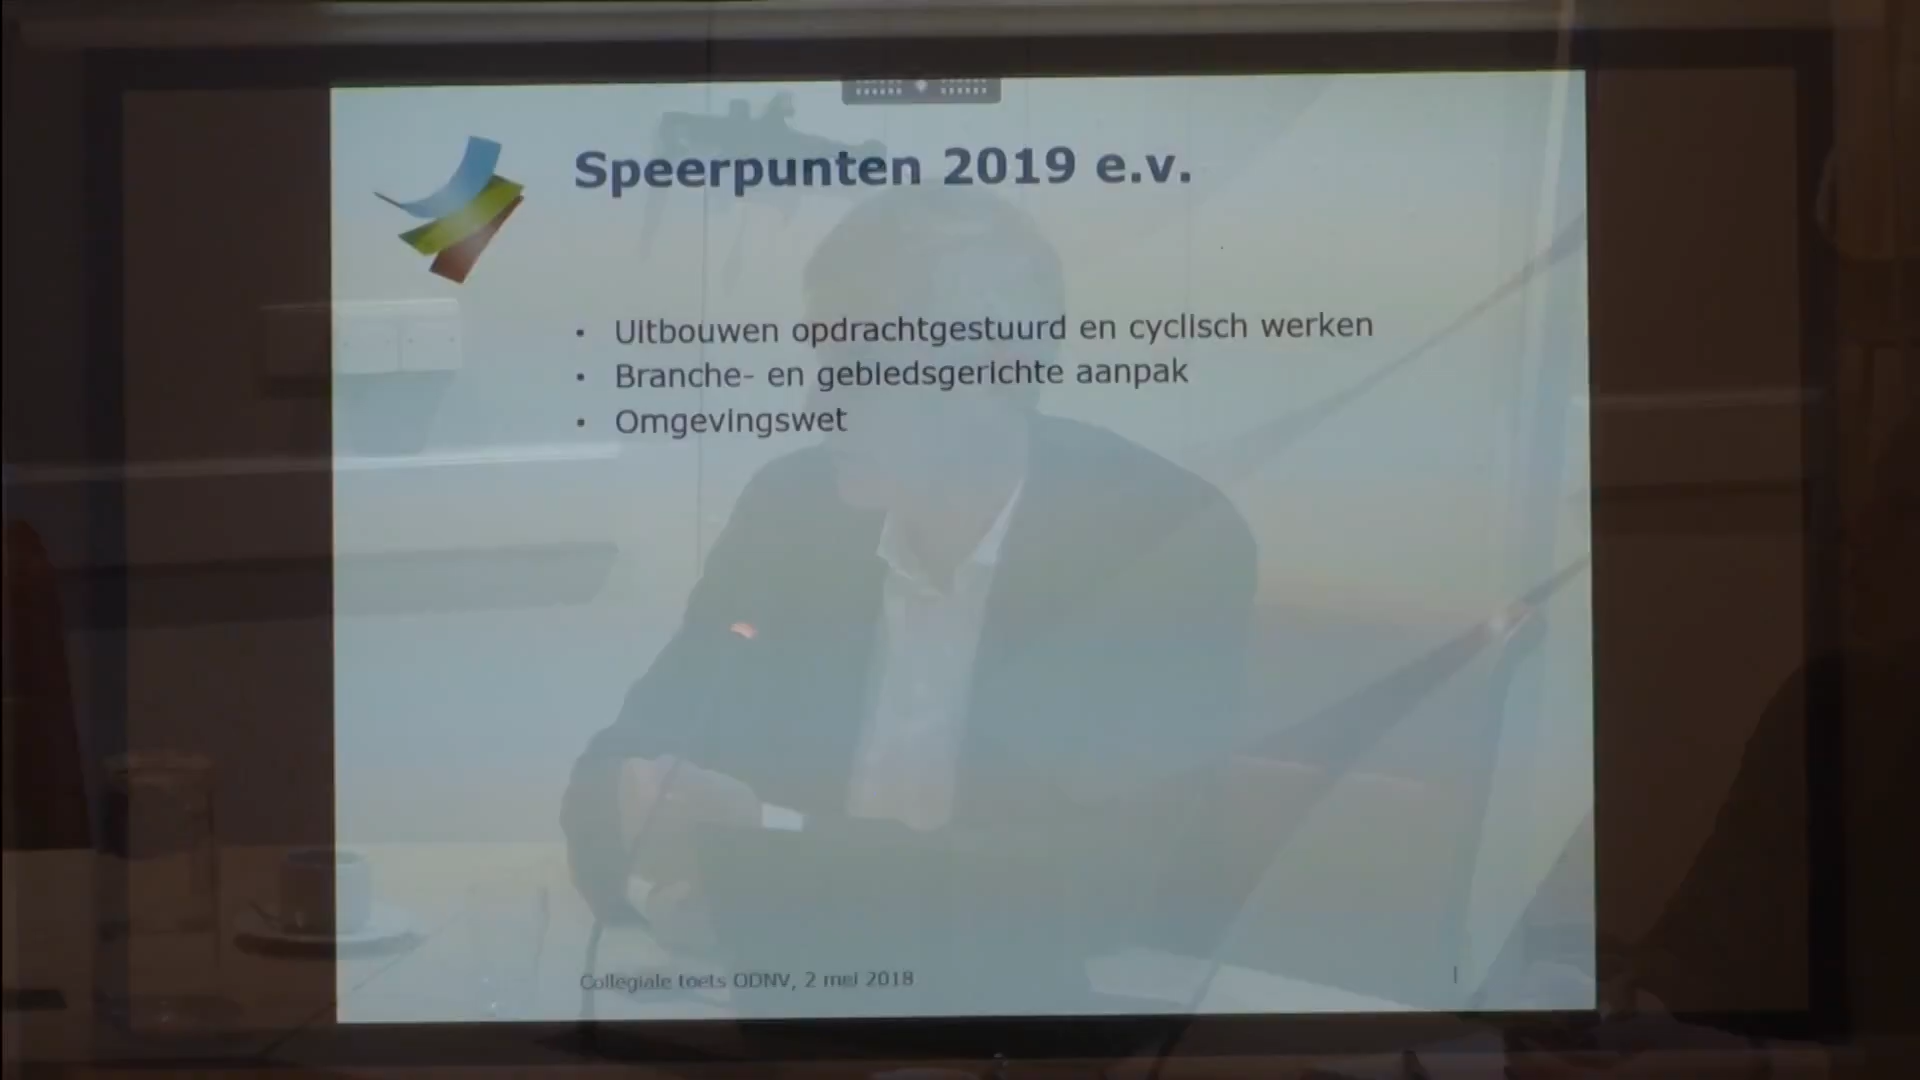 Speerpunten 2019 e.v.
• Uitbouwen opdrachtgestuurd en cyclisch werken
• Branche- en gebiedsgerichte aanpak
• Omgevingswet
Collegiale toets ODNV, 2 mei 2018